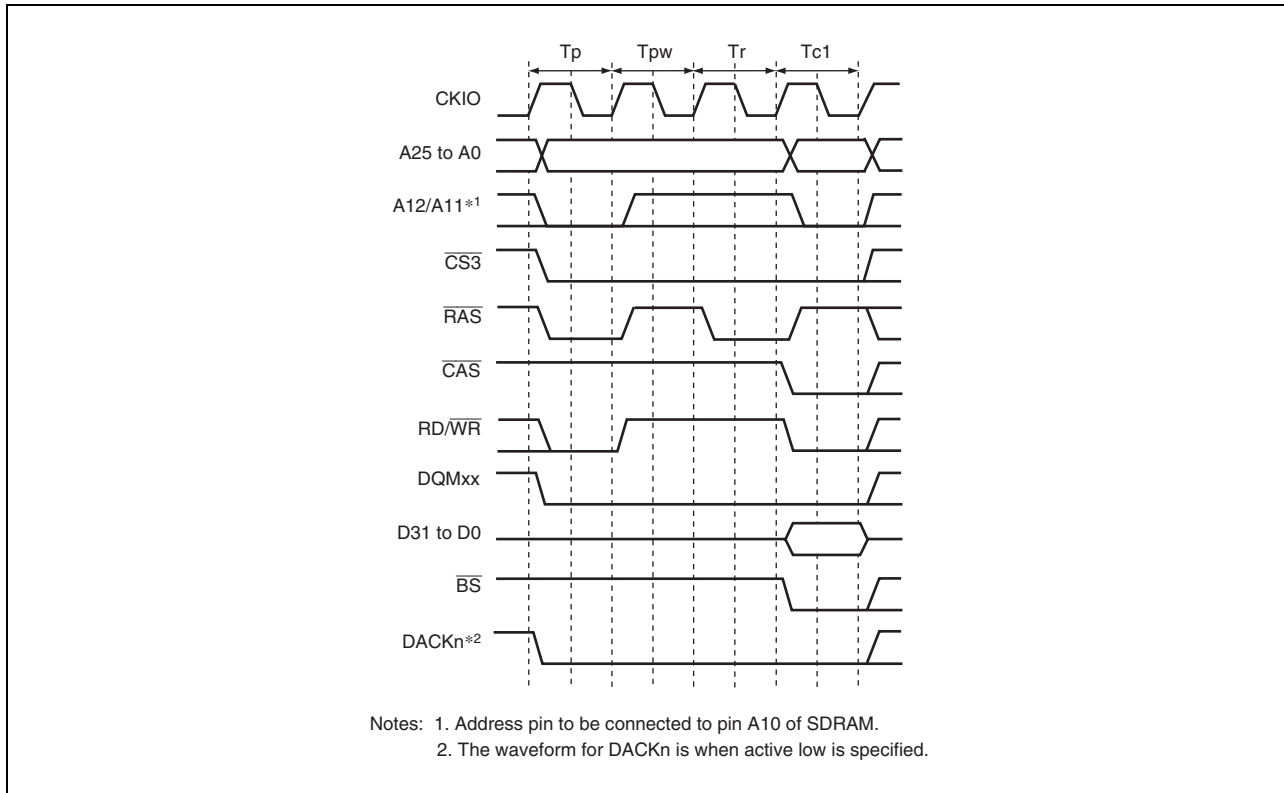 Tp Tpw Tr Tc1
CKIO
A25 to A0
A12/A11*1
CS3
RAS
CAS
RD/WR
DQMxx
D31 to D0
BS
DACKn*2
Notes: 1. Address pin to be connected to pin A10 of SDRAM.
2. The waveform for DACKn is when active low is specified.